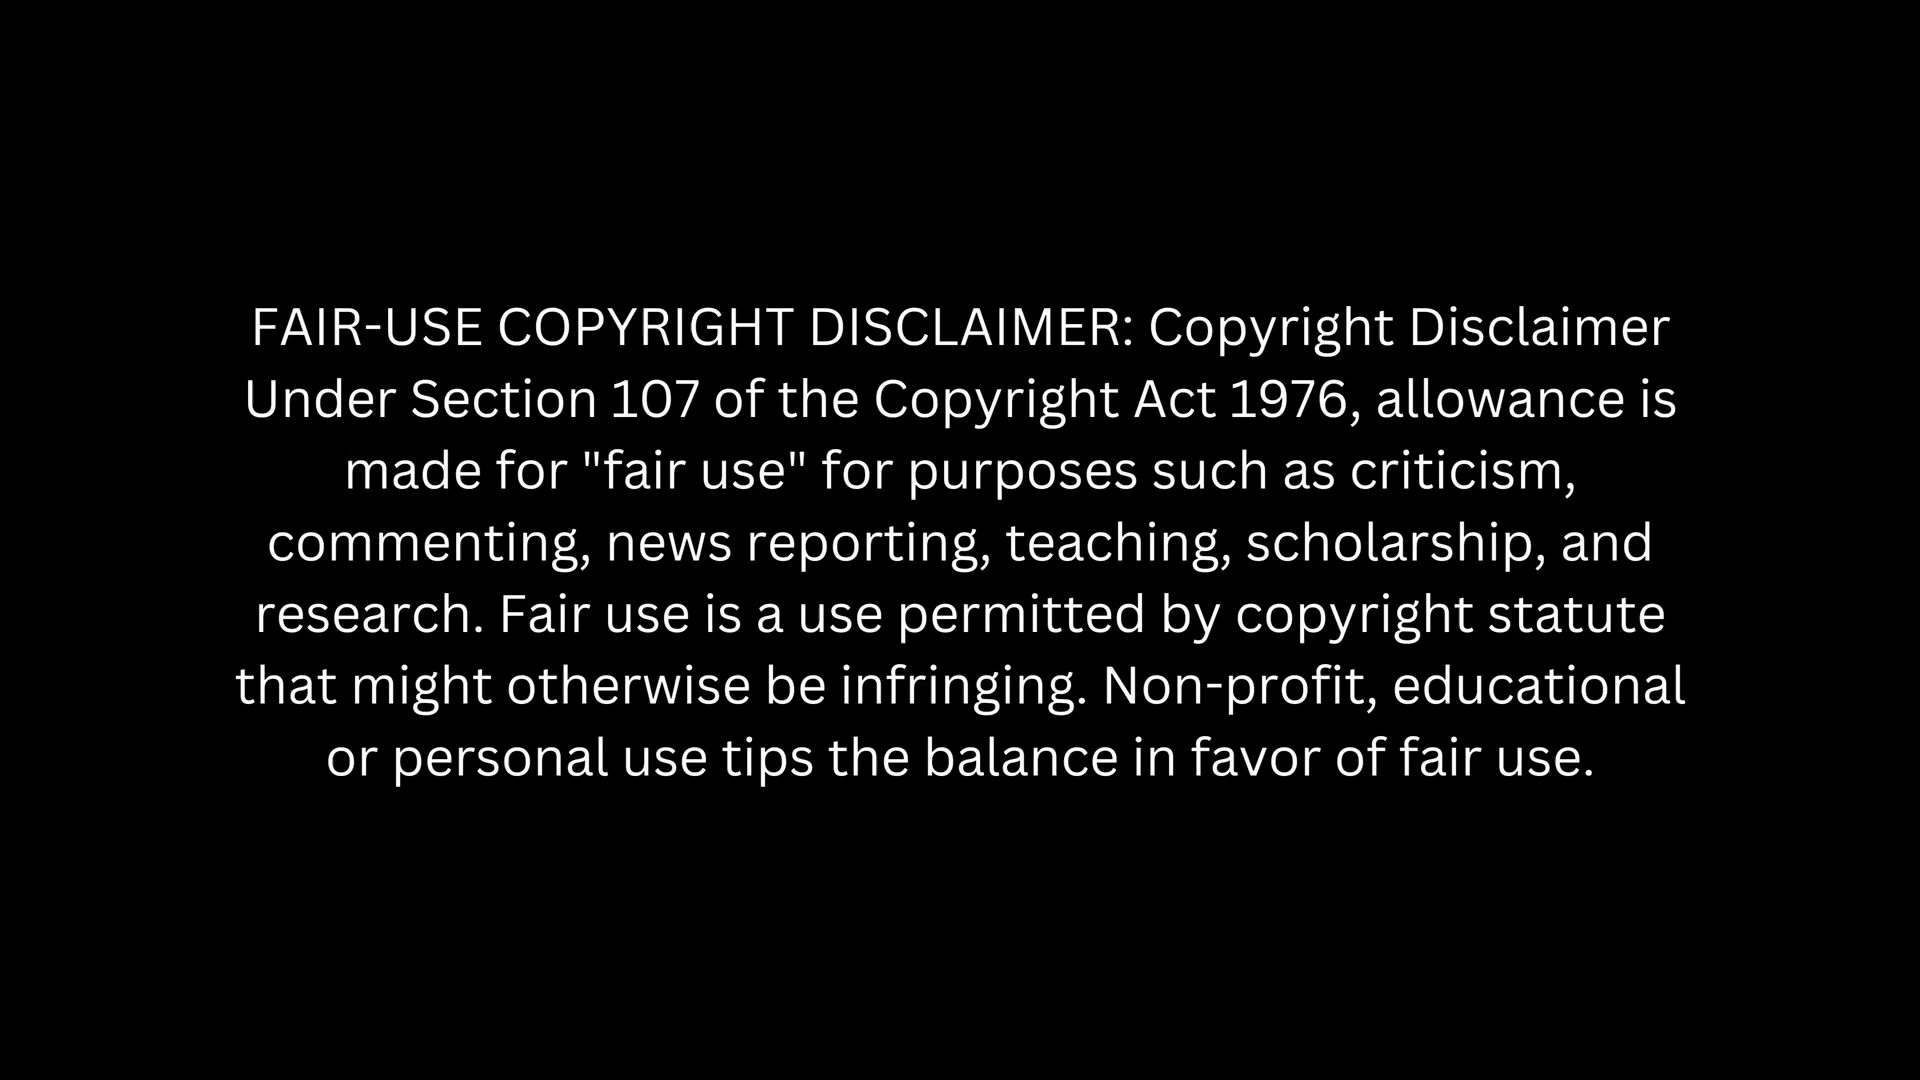 FAIR-USE COPYRIGHT DISCLAIMER: Copyright Disclaimer
Under Section 107 of the Copyright Act 1976, allowance is
made for "fair use" for purposes such as criticism,
commenting, news reporting, teaching, scholarship, and
research. Fair use is a use permitted by copyright statute
that might otherwise be infringing. Non-profit, educational
or personal use tips the balance in favor of fair use.